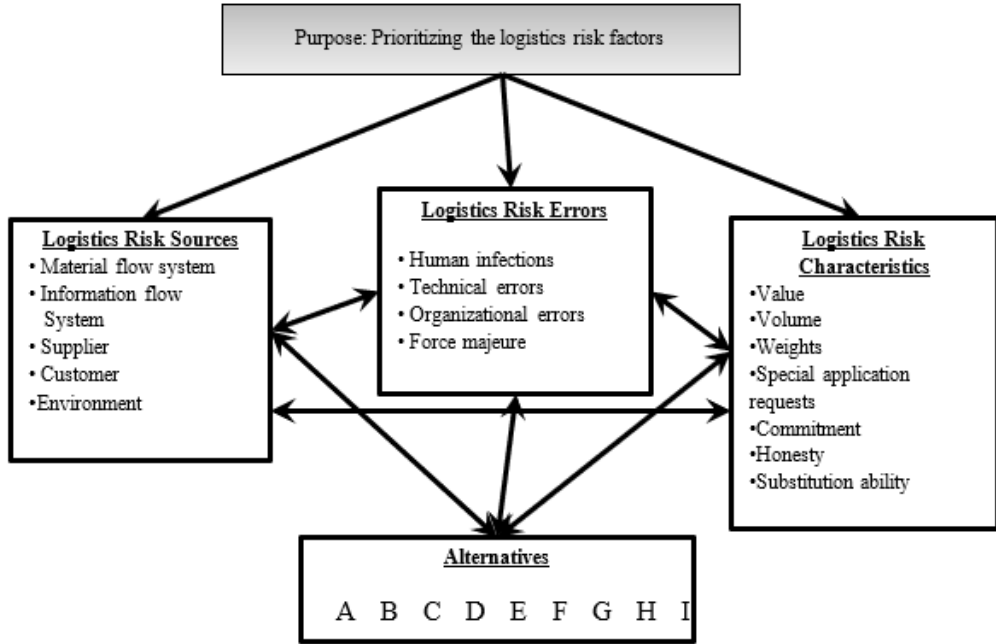 Purpose: Prioritizing the logistics risk factors
Logistics Risk Sources
• Material flow system
• Information flow
System
• Supplier
• Customer
•Environment
Logistics Risk Errors
• Human infections
• Technical errors
• Organizational errors
• Force majeure
Logistics Risk
Characteristics
•Value
•Volume
•Weights
•Special application
requests
•Commitment
•Honesty
•Substitution ability
Alternatives
A B C D E F G H I